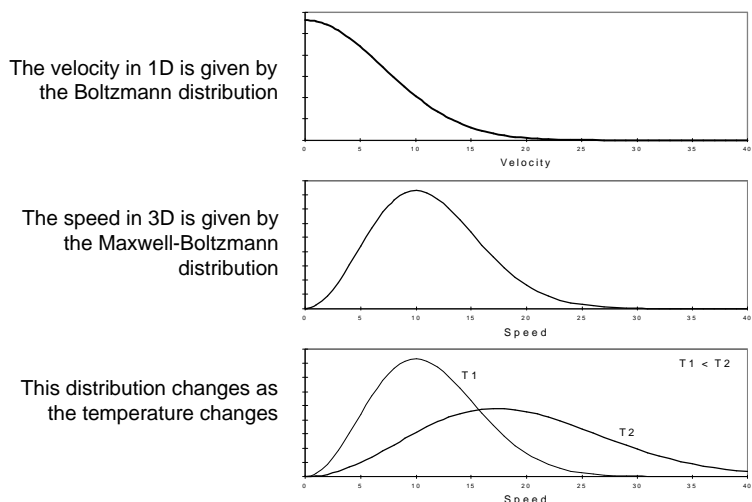 The velocity in 1D is given by
the Boltzmann distribution
0 5 10 15 20 25 30 35 40
Velocity
The speed in 3D is given by
the Maxwell-Boltzmann
distribution
0 5 10 15 20 25 30 35 40
Speed
This distribution changes as
the temperature changes
T1
T1 < T2
T2
0 5 10 15 20 25 30 35 40
Speed